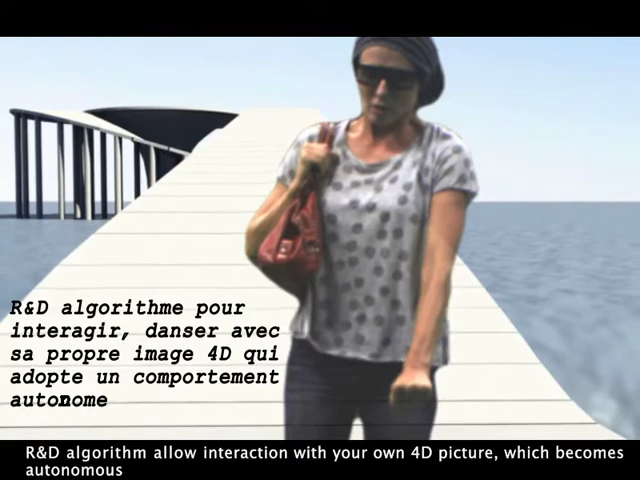 R&D algorithme pour
interagir, danser avec
sa propre image 4D qui
adopte un comportement
autonome
R&D algorithm allow interaction with your own 4D picture, which becomes
autonomous